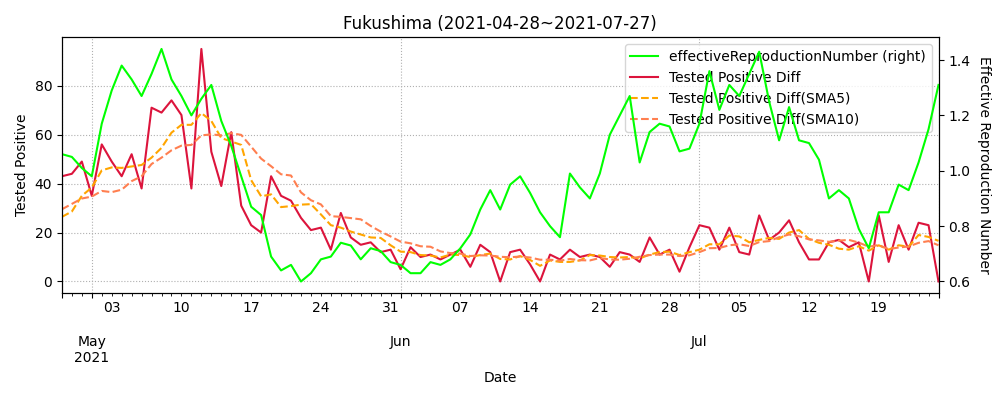 Fukushima (2021-04-28~2021-07-27)
effectiveReproductionNumber (right)
Tested Positive Diff
Tested Positive Diff(SMA5)
Tested Positive Diff(SMA10)
Tested Positive
80
60
40
20
0
1.4
1.2
1.0
0.8
0.6
Effective Reproduction Number
03 10 17 24 31 07 14 21 28 05 12 19
May Jun Jul
2021
Date